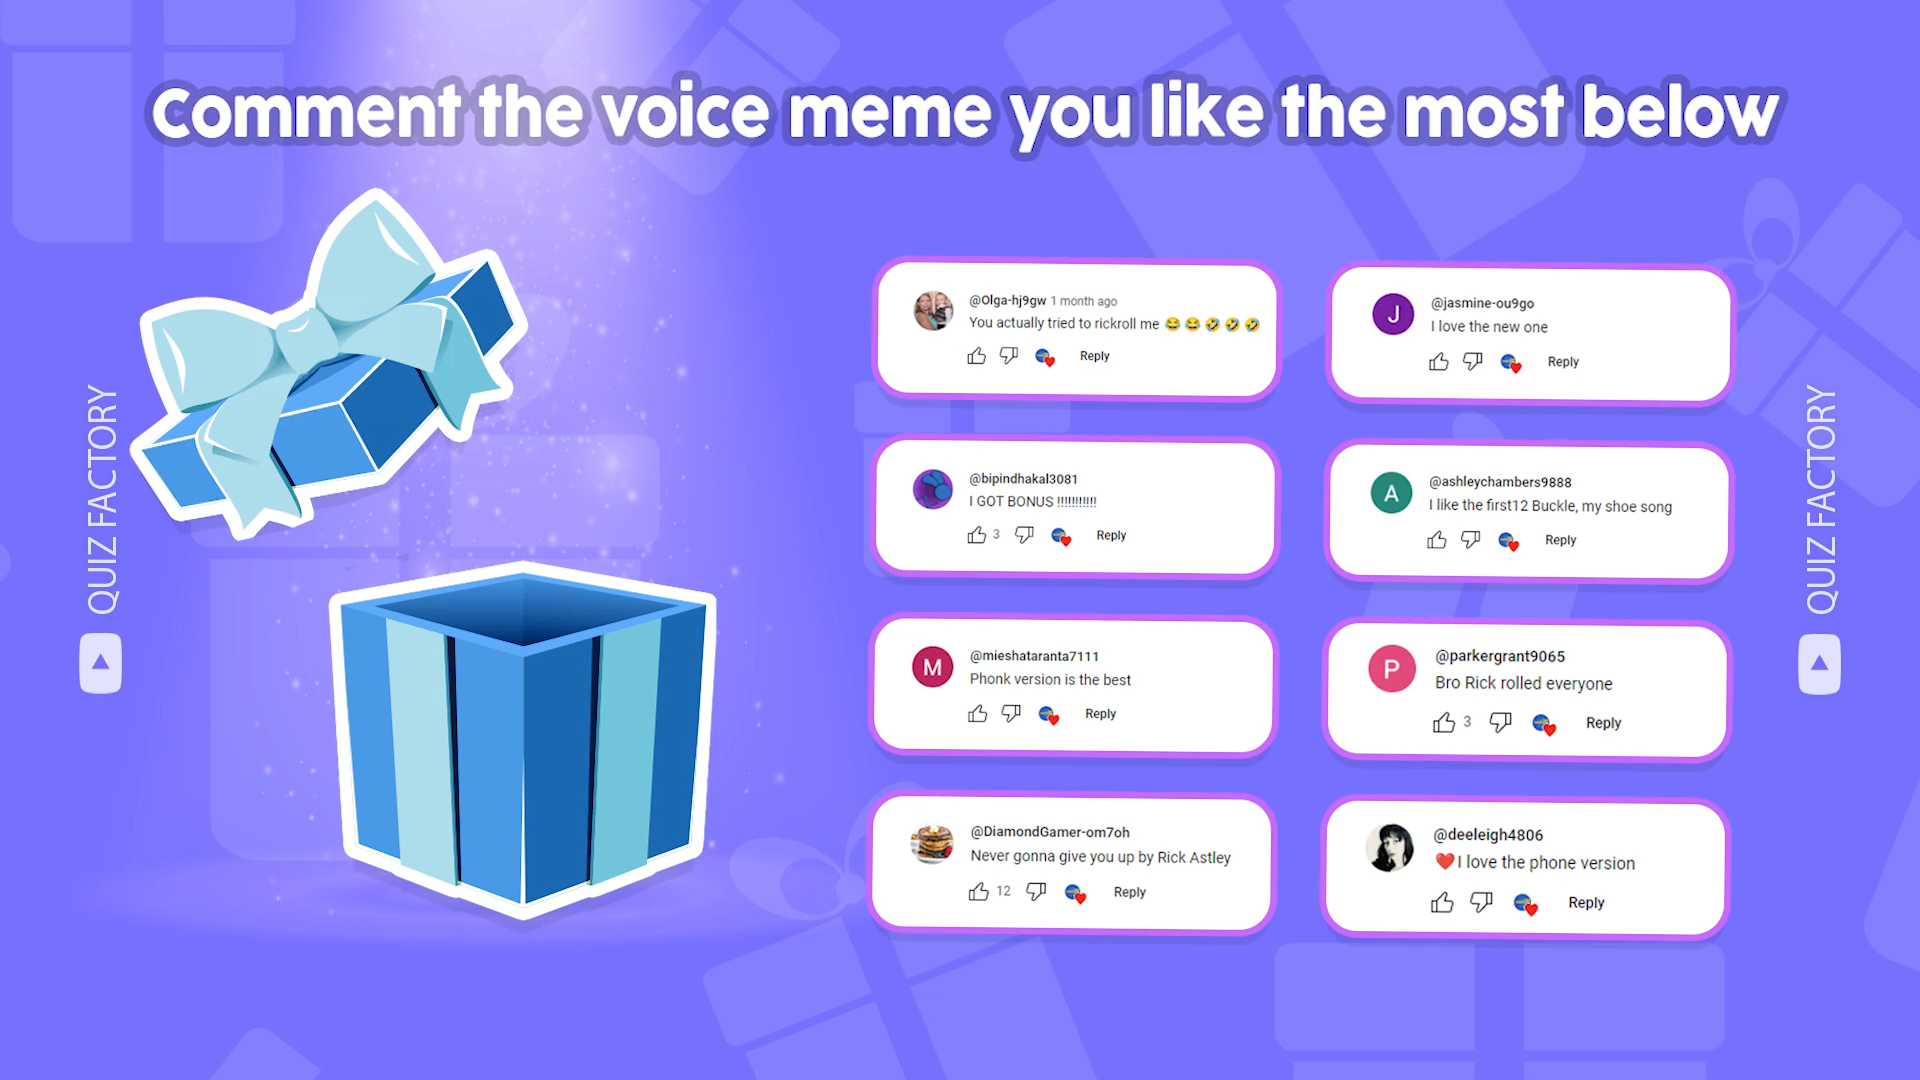 Comment the voice meme you like the most below
@Olga-hj9gw 1 month ago
You actually tried to rickroll me 😂😂🤣🤣🤣
Reply
J
@jasmine-ou9go
I love the new one
Reply
@bipindhakal3081
I GOT BONUS !!!!!!!!!!!
3
Reply
A
@ashleychambers9888
I like the first12 Buckle, my shoe song
Reply
M
@mieshataranta7111
Phonk version is the best
Reply
P
@parkergrant9065
Bro Rick rolled everyone
3
Reply
@DiamondGamer-om7oh
Never gonna give you up by Rick Astley
12
Reply
@deeleigh4806
❤️I love the phone version
Reply
QUIZ FACTORY
QUIZ FACTORY